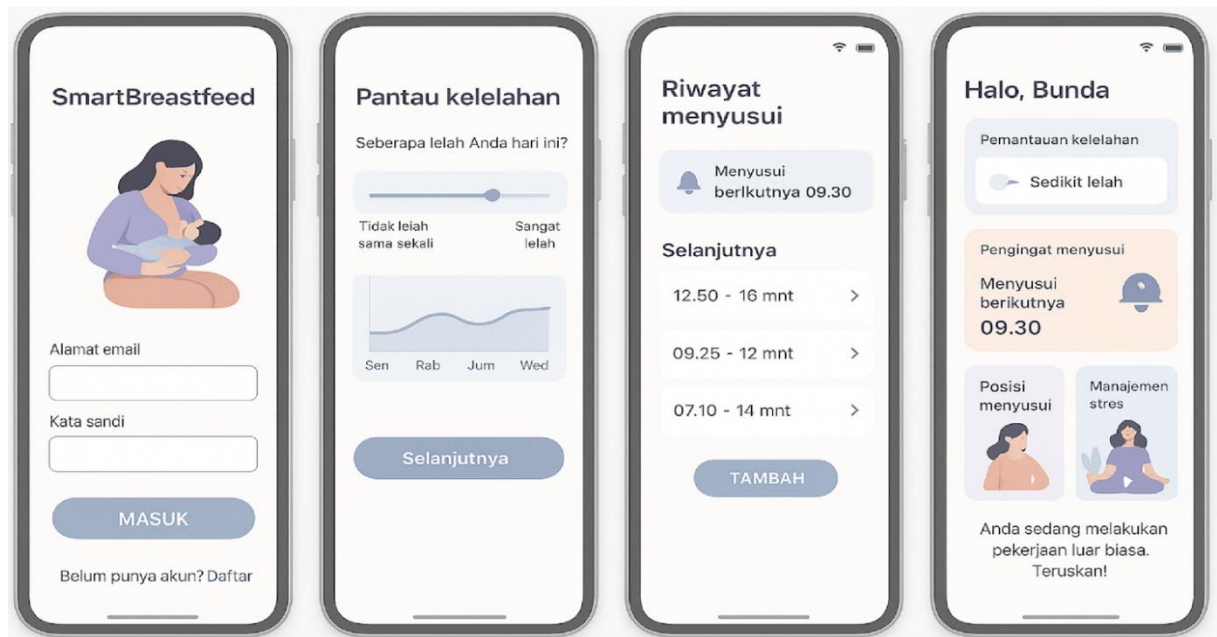 SmartBreastfeed
Alamat email
Kata sandi
MASUK
Belum punya akun? Daftar
Pantau kelelahan
Seberapa lelah Anda hari ini?
Tidak leiah
sama sekali
Sangat
lelah
Sen Rab Jum Wed
Selanjutnya
Riwayat
menyusui
Menyusui
berlkutnya 09.30
Selanjutnya
12.50 - 16 mnt
09.25 - 12 mnt
07.10 - 14 mnt
TAMBAH
Halo, Bunda
Pemantauan kelelahan
Sedikit lelah
Pengingat menyusui
Menyusui
berikutnya
09.30
Posisi
menyusui
Manajemen
stres
Anda sedang melakukan
pekerjaan luar biasa.
Teruskan!